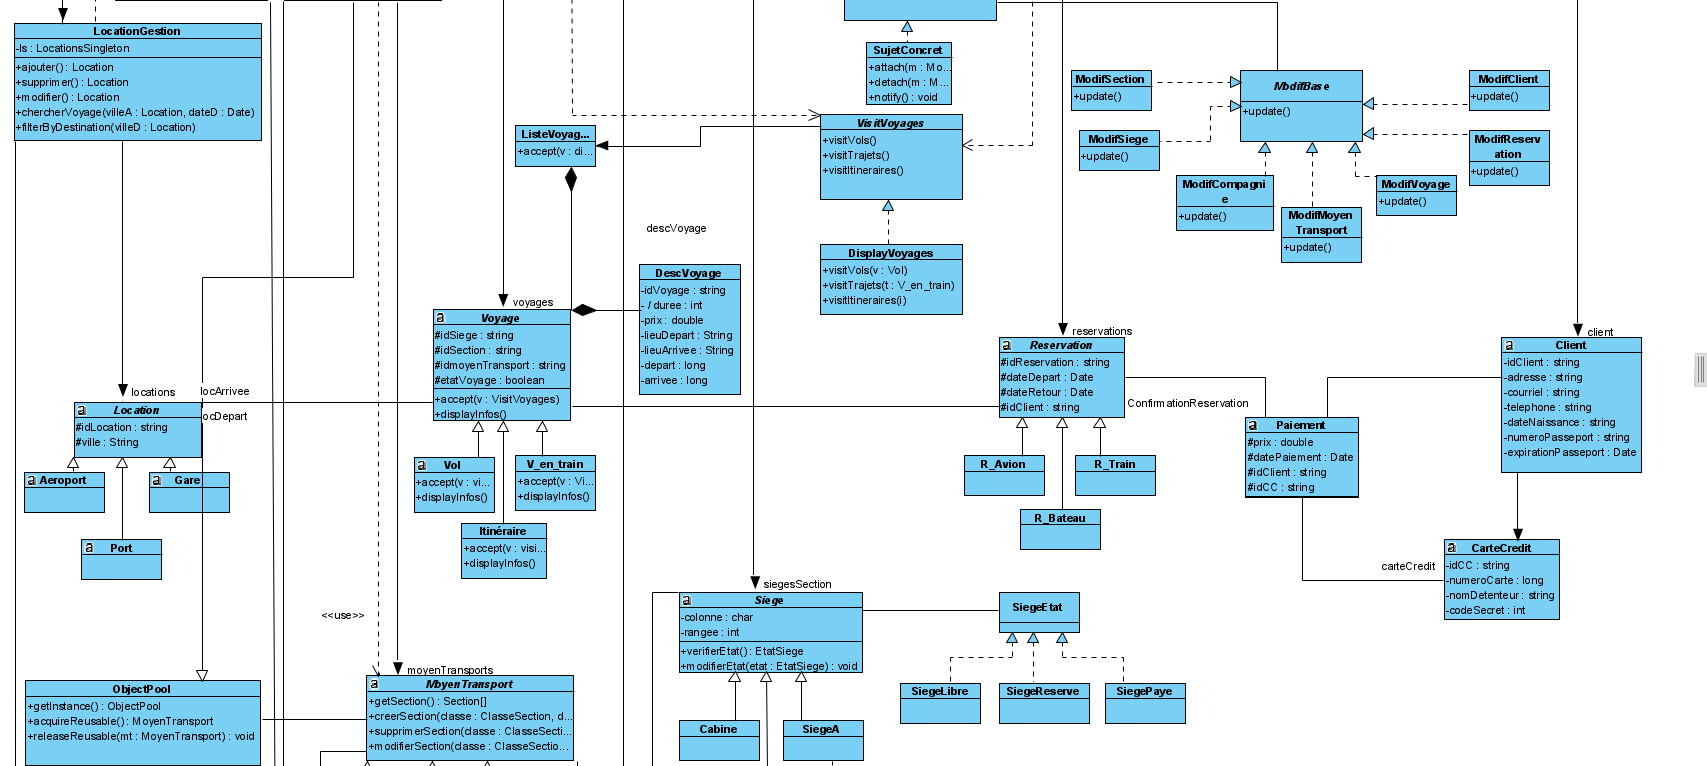 LocationGestion
-ls : LocationsSingleton
+ajouter() : Location
+supprimer() : Location
+modifier() : Location
+chercherVoyage(villeA : Location, dateD : Date)
+filterByDestination(villeD : Location)
SujetConcret
+attach(m : Mo...
+detach(m : M...
+notify() : void
ListeVoyag...
+accept(v : di...
VisitVoyages
+visitVols()
+visitTrajets()
+visitItineraires()
DisplayVoyages
+visitVols(v : Vol)
+visitTrajets(t : V_en_train)
+visitItineraires(i)
ModifSection
+update()
ModifSiege
+update()
ModifBase
+update()
ModifClient
+update()
ModifReserv
ation
+update()
ModifCompagni
e
+update()
ModifMoyen
Transport
+update()
ModifVoyage
+update()
descVoyage
DescVoyage
-idVoyage : string
- / duree : int
-prix : double
-lieuDepart : String
-lieuArrivee : String
-depart : long
-arrivee : long
voyages
a
Voyage
#idSiege : string
#idSection : string
#idmoyenTransport : string
#etatVoyage : boolean
+accept(v : VisitVoyages)
+displayInfos()
reservations
a
Reservation
#idReservation : string
#dateDepart : Date
#dateRetour : Date
#idClient : string
client
a
Client
-idClient : string
-adresse : string
-courriel : string
-telephone : string
-dateNaissance : string
-numeroPasseport : string
-expirationPasseport : Date
locations
locArrivee
ocDepart
a
Location
#idLocation : string
#ville : String
a
Aeroport
a
Gare
a
Port
a
Vol
+accept(v : vi...
+displayInfos()
V_en_train
+accept(v : Vi...
+displayInfos()
Itinéraire
+accept(v : visi...
+displayInfos()
ConfirmationReservation
a
Paiement
#prix : double
#datePaiement : Date
#idClient : string
#idCC : string
R_Avion
R_Train
R_Bateau
carteCredit
a
CarteCredit
-idCC : string
-numeroCarte : long
-nomDetenteur : string
-codeSecret : int
siegesSection
a
Siege
-colonne : char
-rangee : int
+verifierEtat() : EtatSiege
+modifierEtat(etat : EtatSiege) : void
SiegeEtat
SiegeLibre
SiegeReserve
SiegePaye
Cabine
SiegeA
<<use>>
moyenTransports
a
MoyenTransport
+getSection() : Section[]
+creerSection(classe : ClasseSection, d...
+supprimerSection(classe : ClasseSecti...
+modifierSection(classe : ClasseSectio...
ObjectPool
+getInstance() : ObjectPool
+acquireReusable() : MoyenTransport
+releaseReusable(mt : MoyenTransport) : void